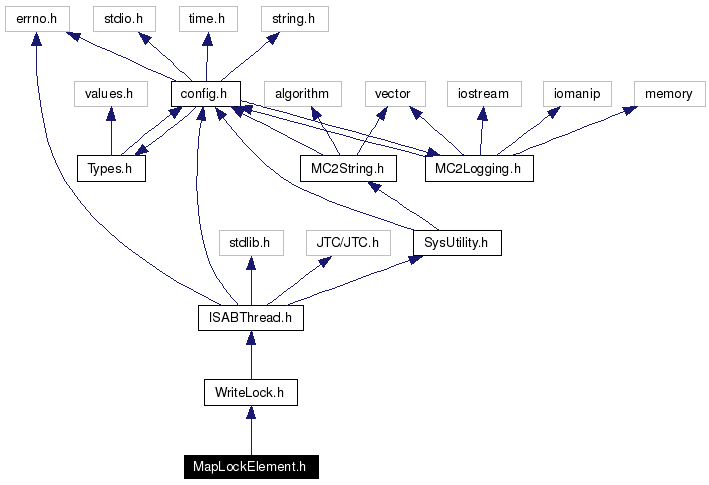 errno.h
stdio.h
time.h
string.h
values.h
config.h
algorithm
vector
iostream
iomanip
memory
Types.h
MC2String.h
MC2Logging.h
stdlib.h
JTC/JTC.h
SysUtility.h
ISABThread.h
WriteLock.h
MapLockElement.h